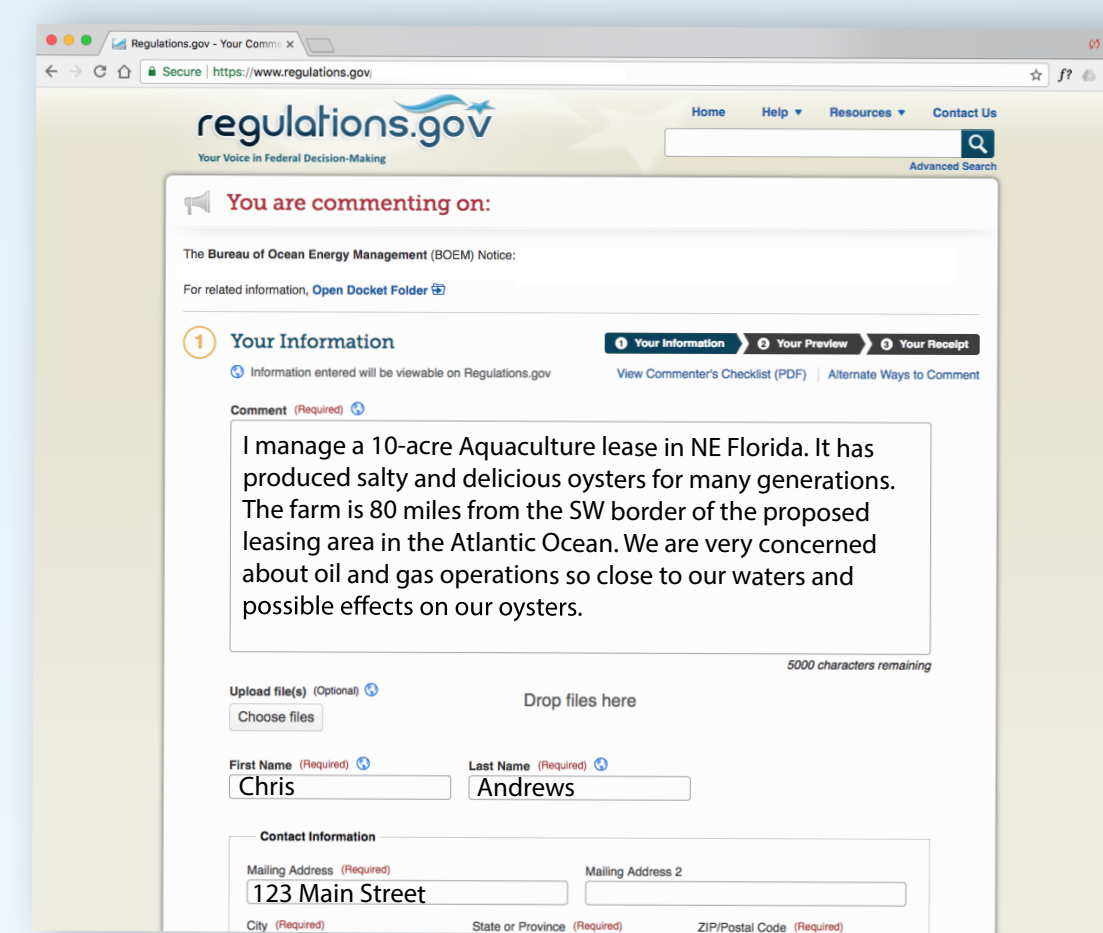 Regulations.gov - Your Comme
Secure | https://www.regulations.gov/
f?
regulations.gov
Your Voice in Federal Decision-Making
Home Help Resources Contact Us
Advanced Search
You are commenting on:
The Bureau of Ocean Energy Management (BOEM) Notice:
For related information, Open Docket Folder
1 Your Information
1 Your Information 2 Your Preview 3 Your Receipt
Information entered will be viewable on Regulations.gov
View Commenter's Checklist (PDF) | Alternate Ways to Comment
Comment (Required)
I manage a 10-acre Aquaculture lease in NE Florida. It has
produced salty and delicious oysters for many generations.
The farm is 80 miles from the SW border of the proposed
leasing area in the Atlantic Ocean. We are very concerned
about oil and gas operations so close to our waters and
possible effects on our oysters.
5000 characters remaining
Upload file(s) (Optional)
Drop files here
Choose files
First Name (Required) Last Name (Required)
Chris Andrews
Contact Information
Mailing Address (Required) Mailing Address 2
123 Main Street
City (Required) State or Province (Required) ZIP/Postal Code (Required)